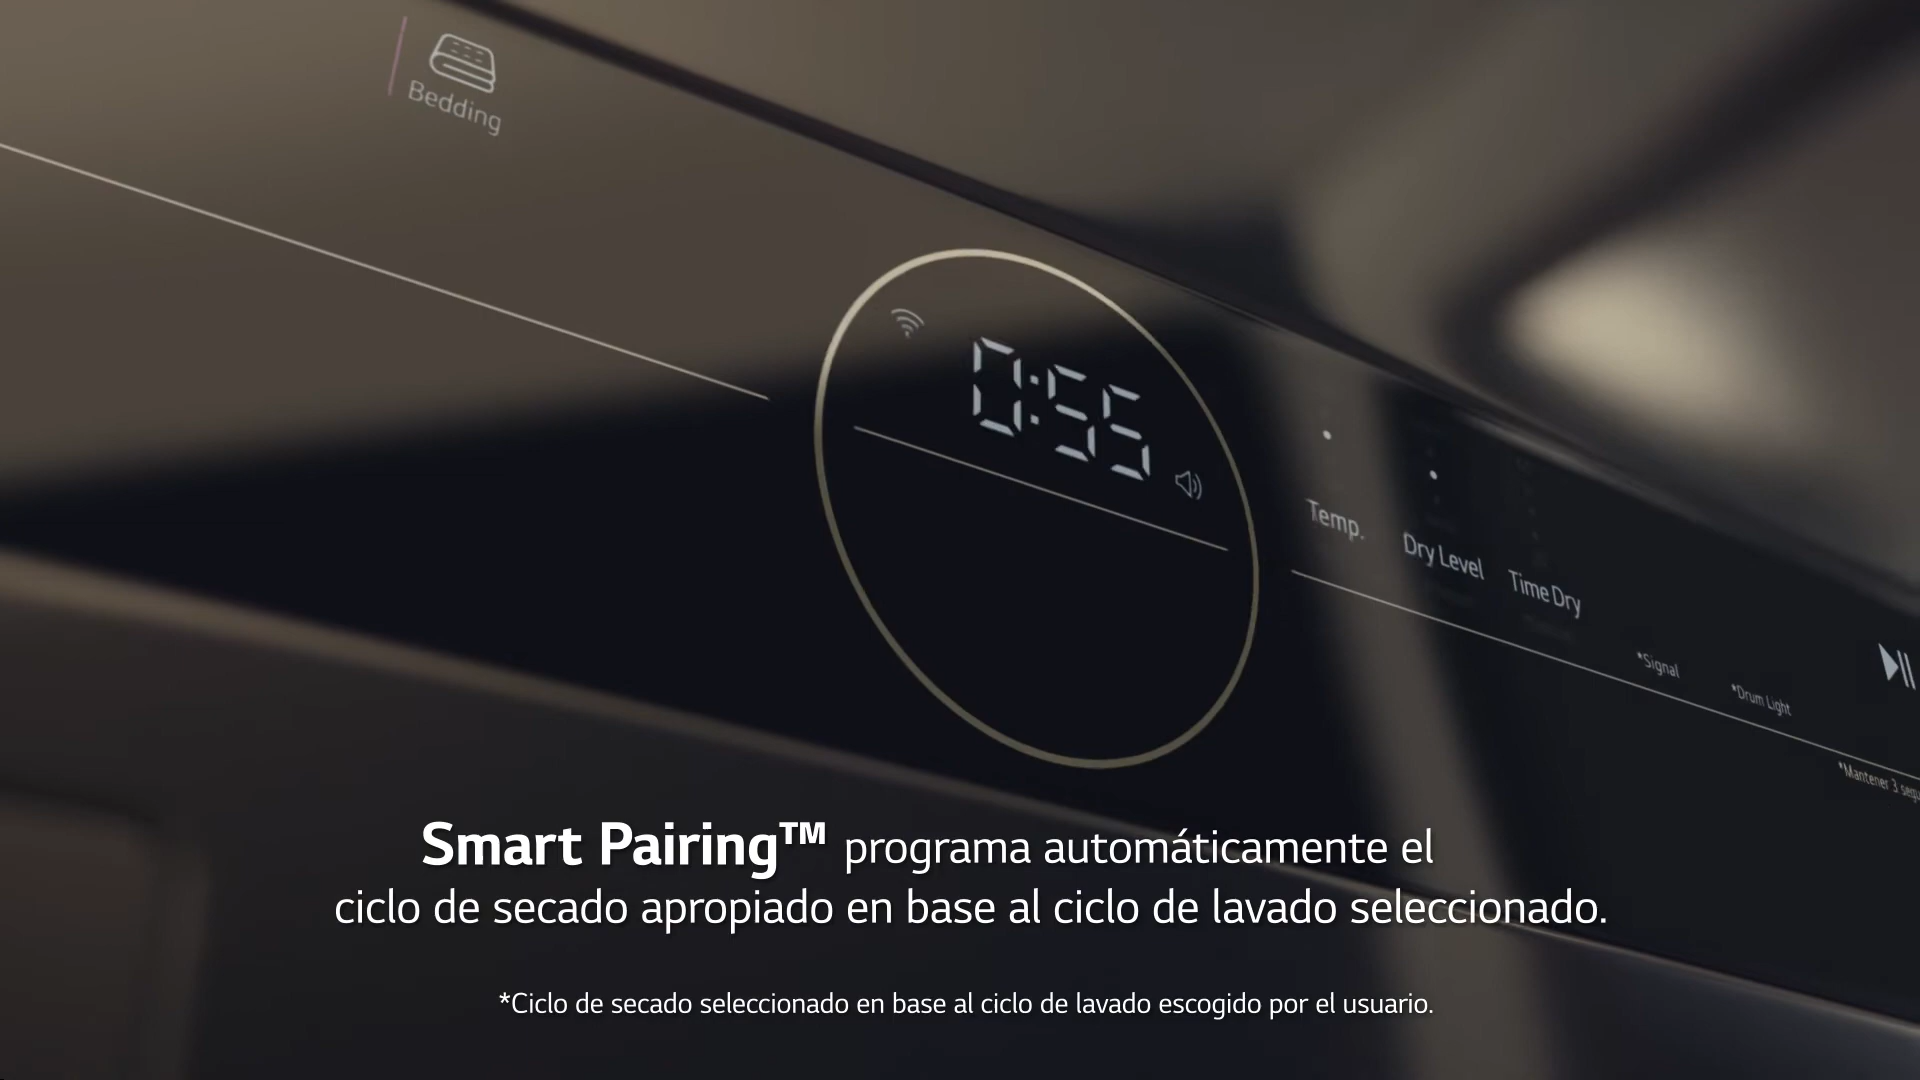 Bedding
0:55
Temp.
Dry Level
Time Dry
*Signal
*Drum Light
*Mantener 3
Smart Pairing™ programa automáticamente el
ciclo de secado apropiado en base al ciclo de lavado seleccionado.
*Ciclo de secado seleccionado en base al ciclo de lavado escogido por el usuario.